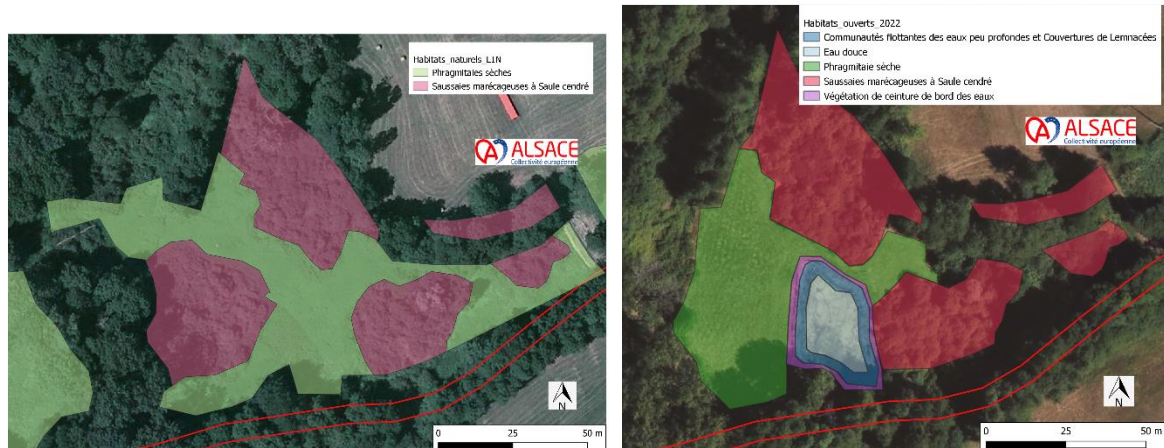 Habitats_naturels_LIN
Phragmitaies sèches
Saussaies marécageuses à Saule cendré
ALSACE
Collectivité européenne
N
0 25 50 m
Habitats_ouverts_2022
Communautés flottantes des eaux peu profondes et Couvertures de Lemnacées
Eau douce
Phragmitaie sèche
Saussaies marécageuses à Saule cendré
Végétation de ceinture de bord des eaux
ALSACE
Collectivité européenne
N
0 25 50 m